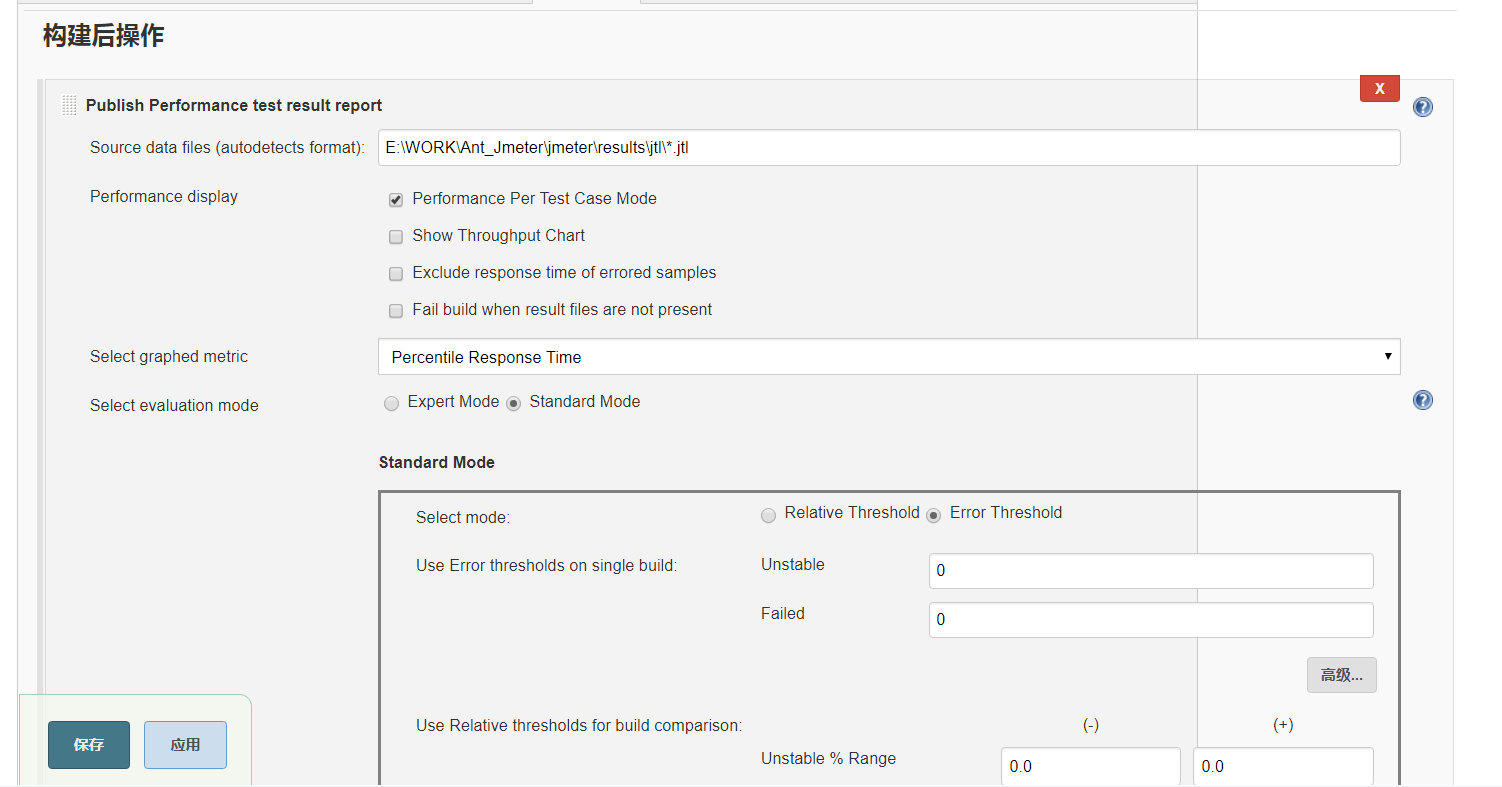 构建后操作
X
Publish Performance test result report
Source data files (autodetects format): E:\WORK\Ant_Jmeter\jmeter\results\jtl\*.jtl
Performance display
Performance Per Test Case Mode
Show Throughput Chart
Exclude response time of errored samples
Fail build when result files are not present
Select graphed metric Percentile Response Time
Select evaluation mode Expert Mode Standard Mode
Standard Mode
Select mode: Relative Threshold Error Threshold
Use Error thresholds on single build: Unstable 0
Failed 0
高级...
Use Relative thresholds for build comparison: (-) (+)
Unstable % Range 0.0 0.0
保存 应用